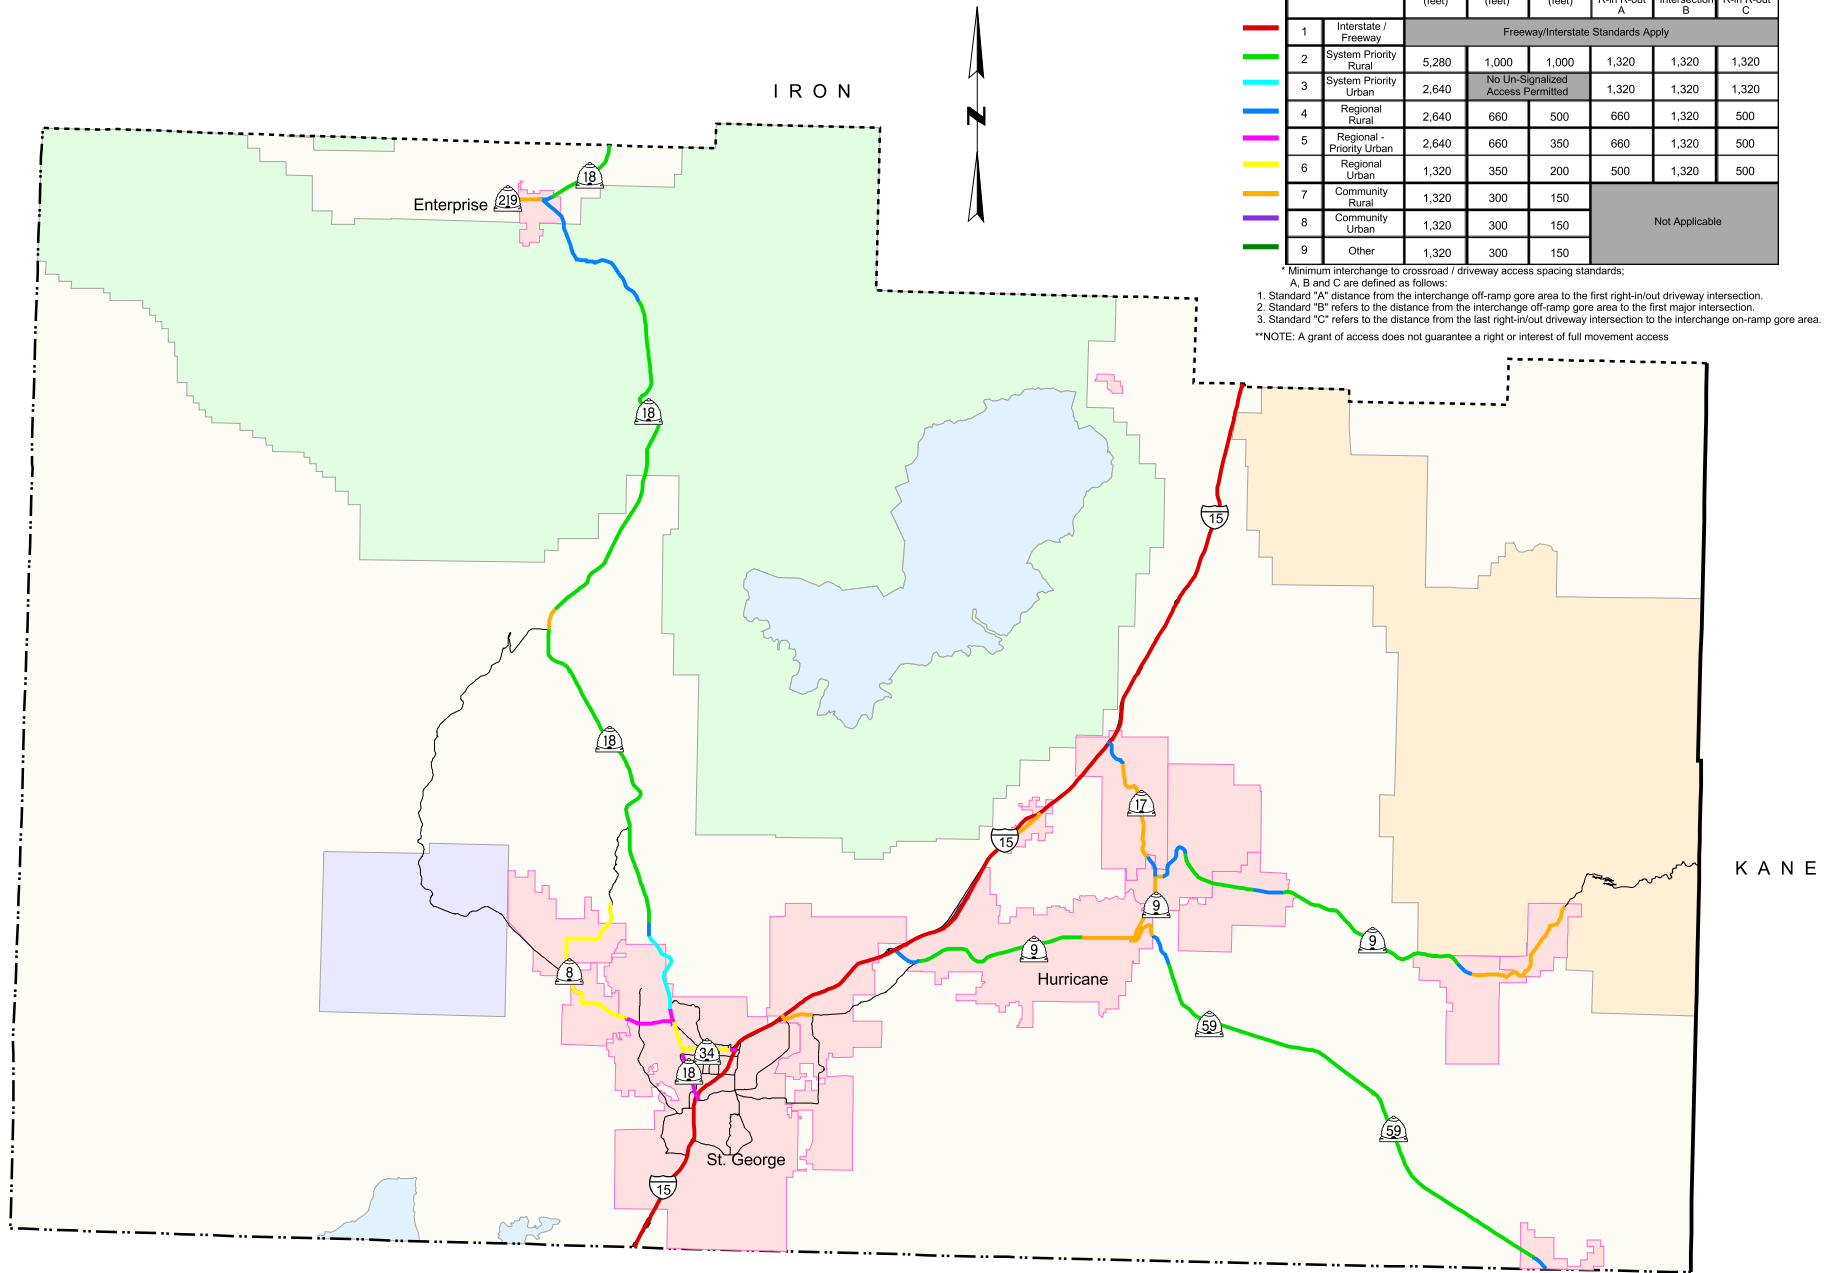 (feet) (feet) (feet) R-in R-out Intersection R-in R-out
A B C
1 Interstate / Freeway Freeway/Interstate Standards Apply
2 System Priority Rural 5,280 1,000 1,000 1,320 1,320 1,320
3 System Priority Urban 2,640 No Un-Signalized Access Permitted 1,320 1,320 1,320
4 Regional Rural 2,640 660 500 660 1,320 500
5 Regional - Priority Urban 2,640 660 350 660 1,320 500
6 Regional Urban 1,320 350 200 500 1,320 500
7 Community Rural 1,320 300 150
8 Community Urban 1,320 300 150 Not Applicable
9 Other 1,320 300 150
* Minimum interchange to crossroad / driveway access spacing standards;
A, B and C are defined as follows:
1. Standard "A" distance from the interchange off-ramp gore area to the first right-in/out driveway intersection.
2. Standard "B" refers to the distance from the interchange off-ramp gore area to the first major intersection.
3. Standard "C" refers to the distance from the last right-in/out driveway intersection to the interchange on-ramp gore area.
**NOTE: A grant of access does not guarantee a right or interest of full movement access
IRON
N
18
Enterprise 219
18
15
18
17
15
KANE
9
9
9
8
Hurricane
59
34
18
59
St. George
15